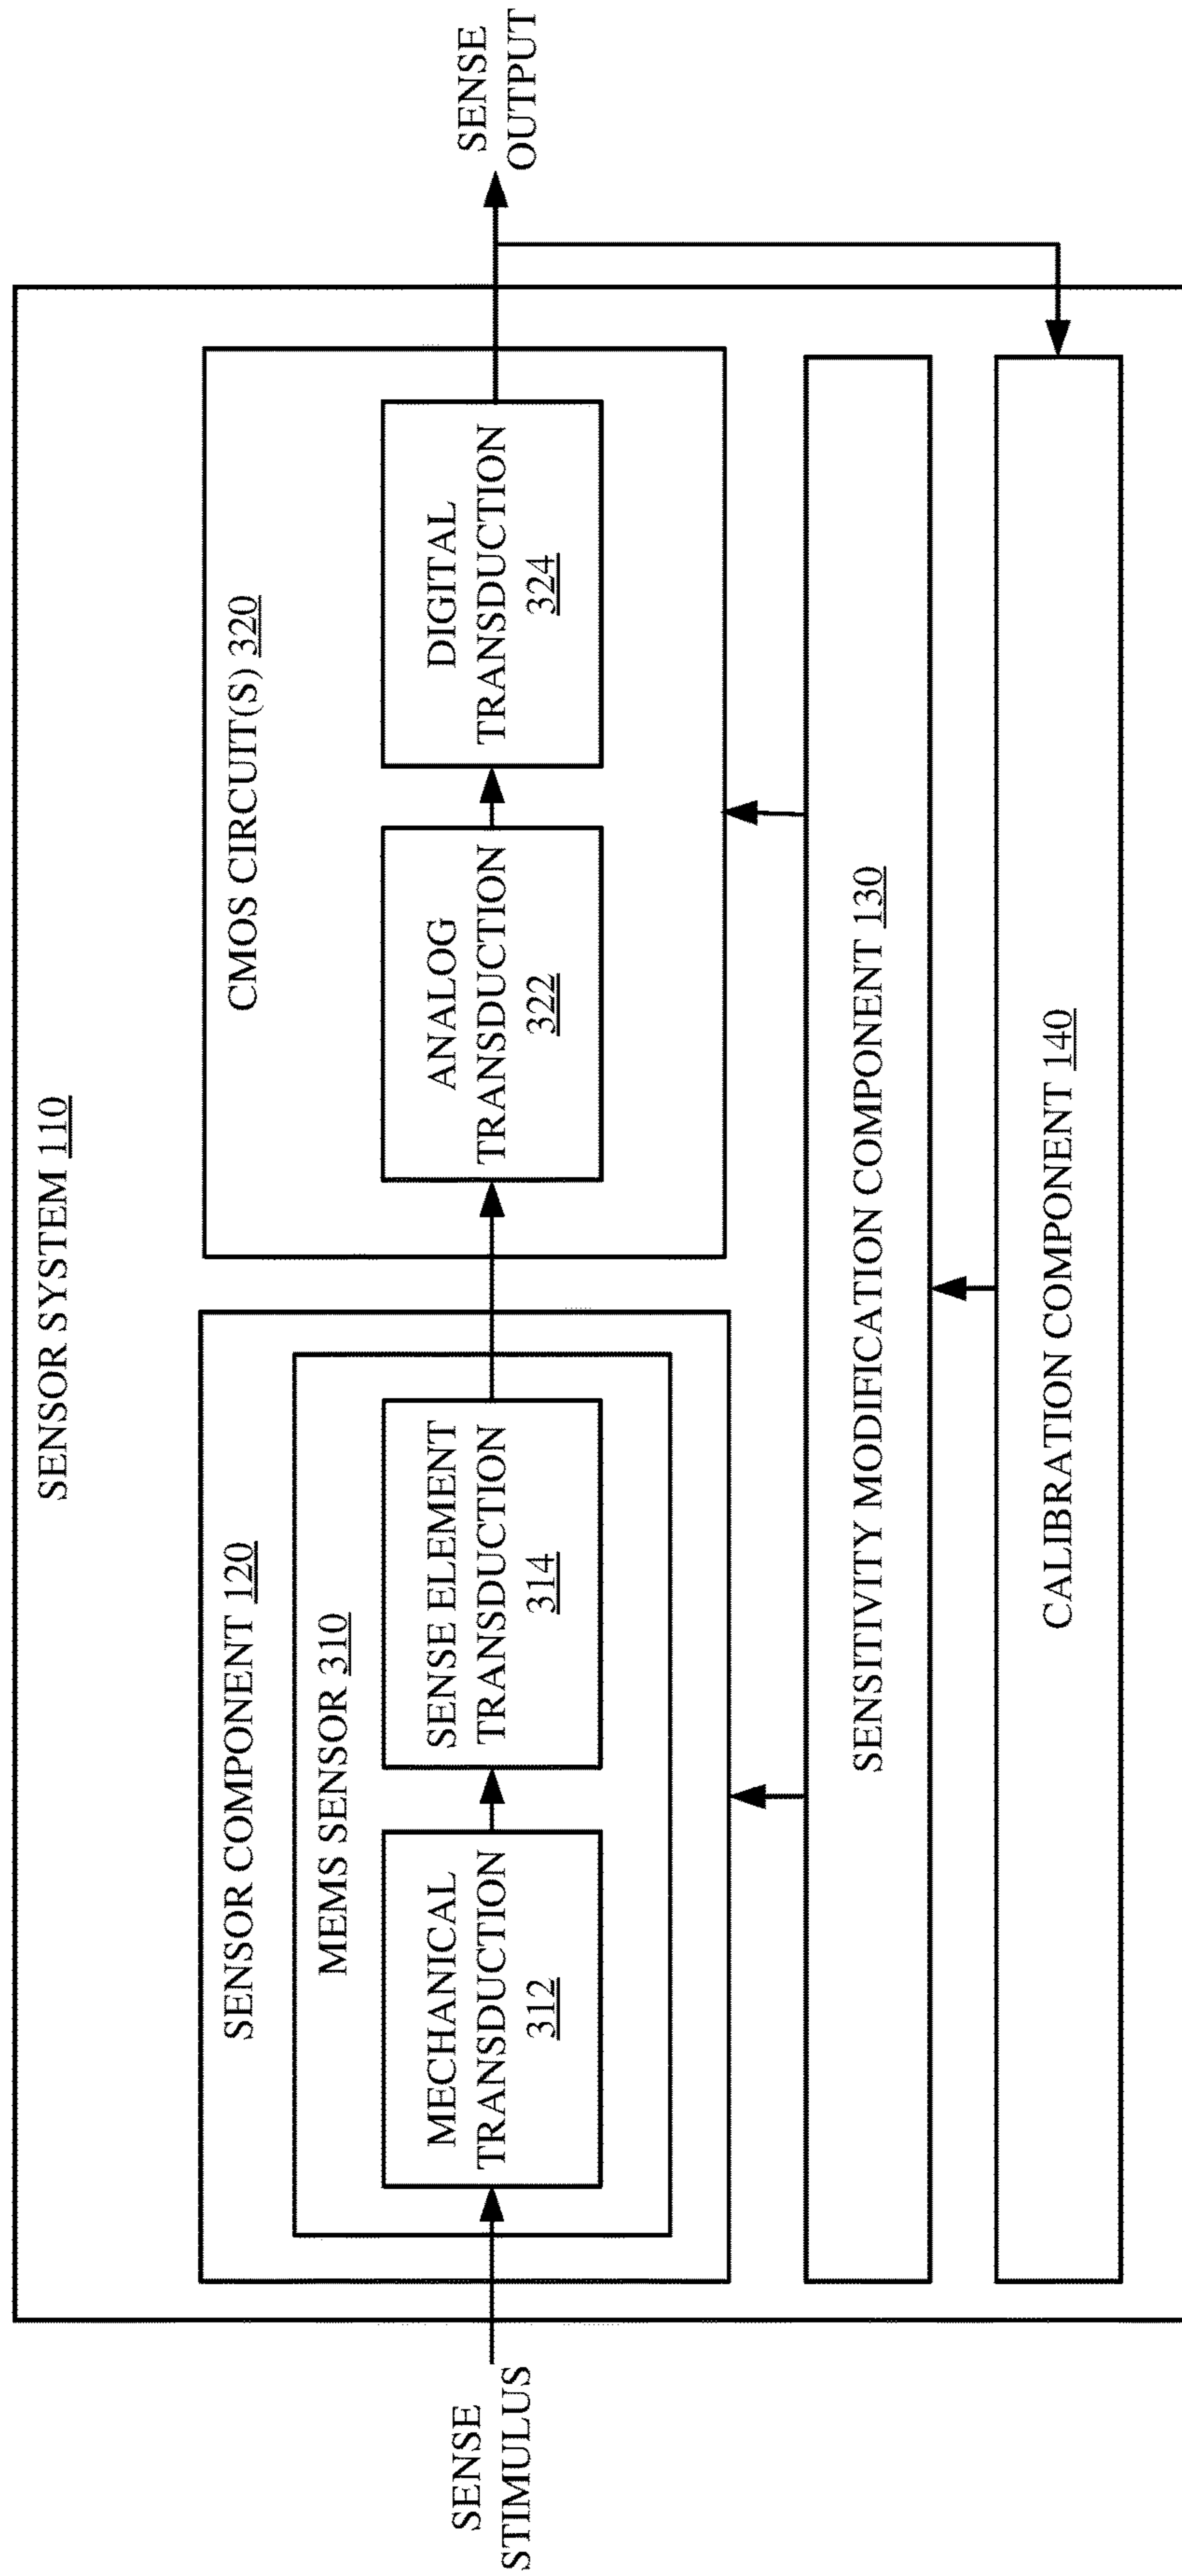 SENSOR SYSTEM 110
SENSOR COMPONENT 120
MEMS SENSOR 310
SENSE
STIMULUS
MECHANICAL
TRANSDUCTION
312
SENSE ELEMENT
TRANSDUCTION
314
CMOS CIRCUIT(S) 320
ANALOG
TRANSDUCTION
322
DIGITAL
TRANSDUCTION
324
SENSE
OUTPUT
SENSITIVITY MODIFICATION COMPONENT 130
CALIBRATION COMPONENT 140